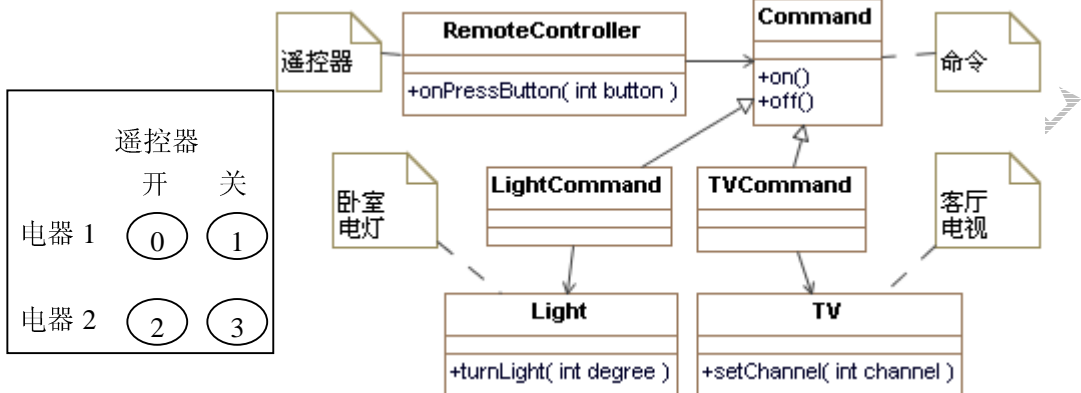 遥控器
开 关
电器 1 0 1
电器 2 2 3
遥控器
RemoteController
+onPressButton( int button )
Command
+on()
+off()
命令
卧室
电灯
LightCommand
TVCommand
客厅
电视
Light
+turnLight( int degree )
TV
+setChannel( int channel )